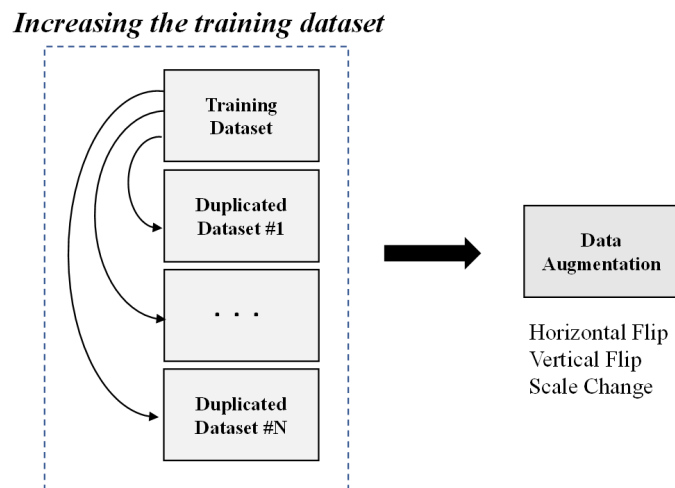 Increasing the training dataset
Training
Dataset
Duplicated
Dataset #1
. . .
Duplicated
Dataset #N
Data
Augmentation
Horizontal Flip
Vertical Flip
Scale Change